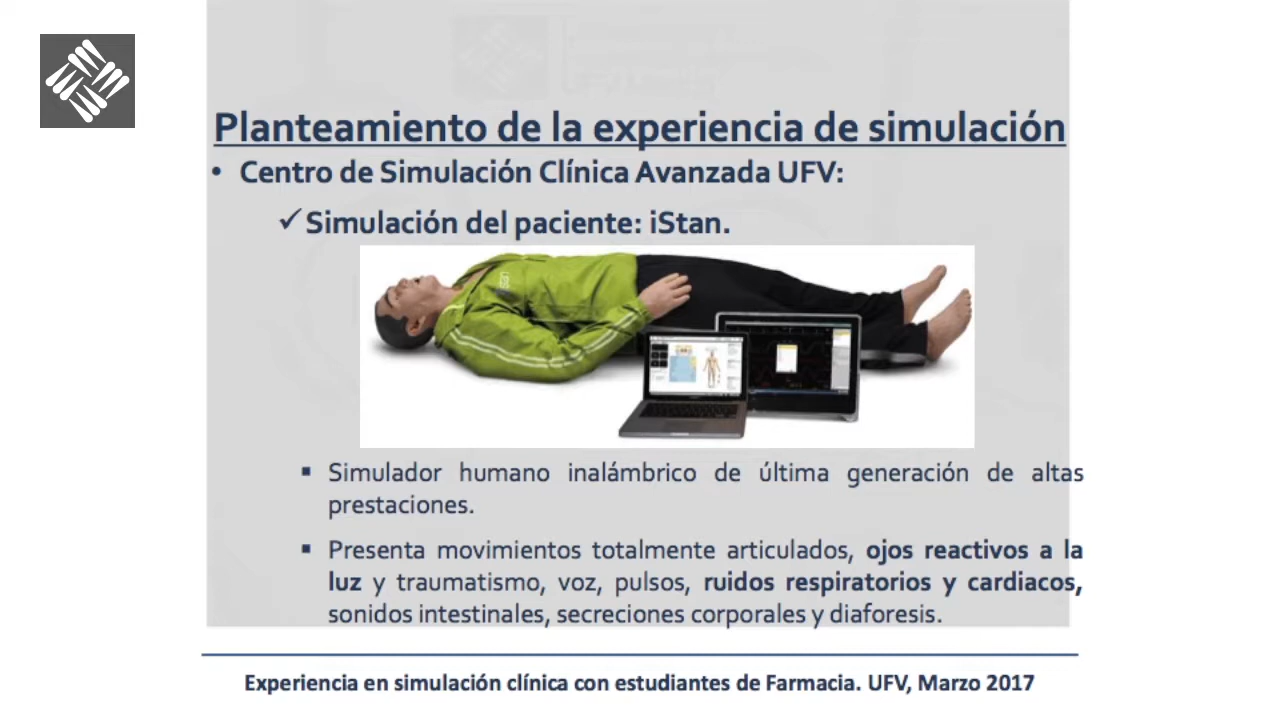 Planteamiento de la experiencia de simulación
• Centro de Simulación Clínica Avanzada UFV:
✓ Simulación del paciente: iStan.
▪ Simulador humano inalámbrico de última generación de altas
prestaciones.
▪ Presenta movimientos totalmente articulados, ojos reactivos a la
luz y traumatismo, voz, pulsos, ruidos respiratorios y cardiacos,
sonidos intestinales, secreciones corporales y diaforesis.
Experiencia en simulación clínica con estudiantes de Farmacia. UFV, Marzo 2017